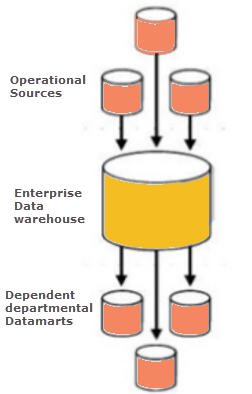 Operational
Sources
Enterprise
Data
warehouse
Dependent
departmental
Datamarts